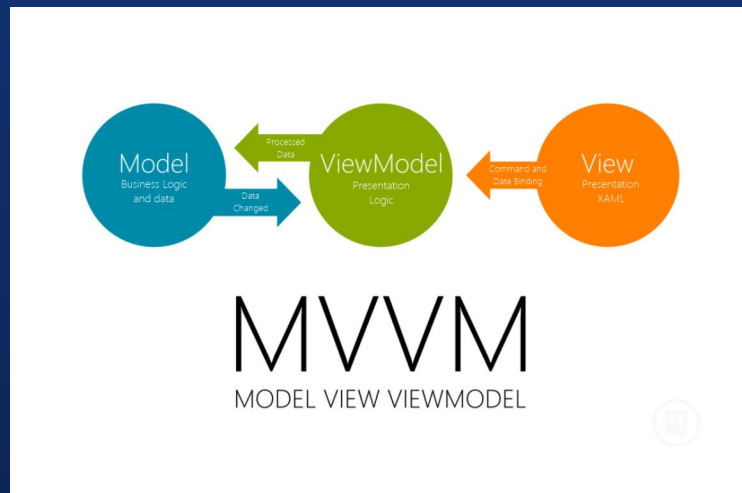 Model
Business Logic
and data
Processed
Data
Data
Changed
ViewModel
Presentation
Logic
Command and
Data Binding
View
Presentation
XAML
MVVM
MODEL VIEW VIEWMODEL